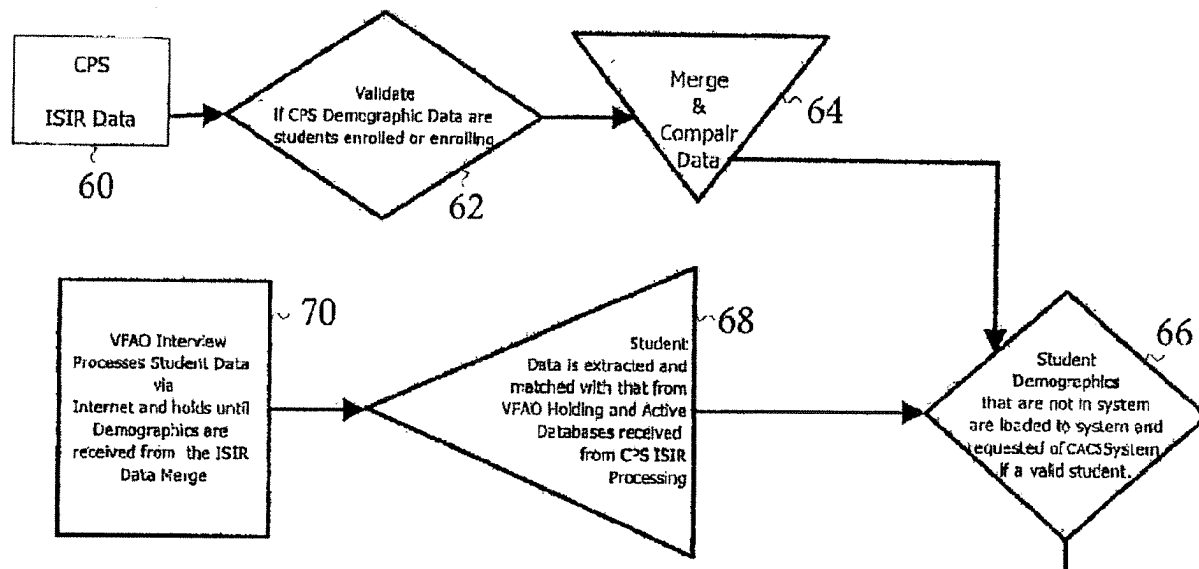 CPS
ISIR Data
60
Validate
If CPS Demographic Data are
students enrolled or enrolling
62
Merge
&
Compair
Data
64
VFAO Interview
Processes Student Data
via
Internet and holds until
Demographics are
received from the ISIR
Data Merge
70
Student
Data is extracted and
matched with that from
VFAO Holding and Active
Databases received
from CPS ISIR
Processing
68
Student
Demographics
that are not in system
are loaded to system and
requested of CACSSystem
if a valid student.
66